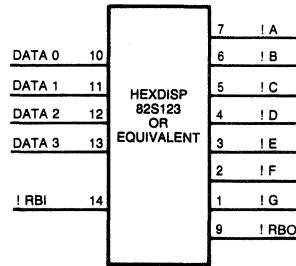 7 ! A
DATA 0 10 6 ! B
DATA 1 11 5 ! C
HEXDISP
82S123
OR
EQUIVALENT
DATA 2 12 4 ! D
DATA 3 13 3 ! E
2 ! F
! RBI 14 1 ! G
9 ! RBO